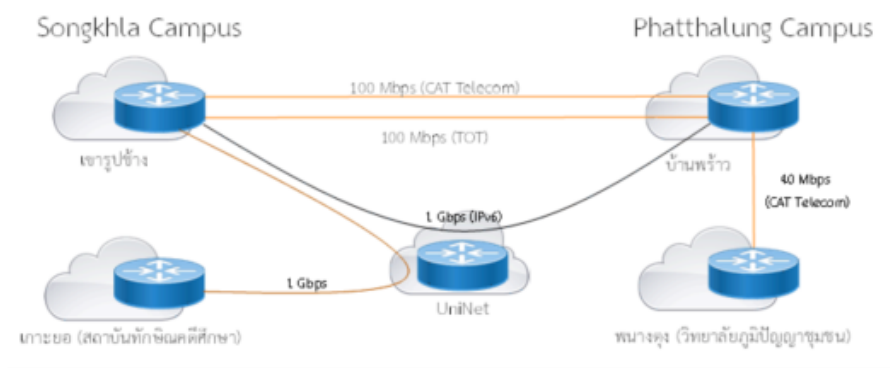 Songkhla Campus
Phatthalung Campus
100 Mbps (CAT Telecom)
100 Mbps (TOT)
เขารูปช้าง
บ้านพร้าว
40 Mbps
(CAT Telecom)
1 Gbps (IPv6)
1 Gbps
UniNet
เกาะยอ (สถาบันทักษิณคดีศึกษา)
พนางตุง (วิทยาลัยภูมิปัญญาชุมชน)